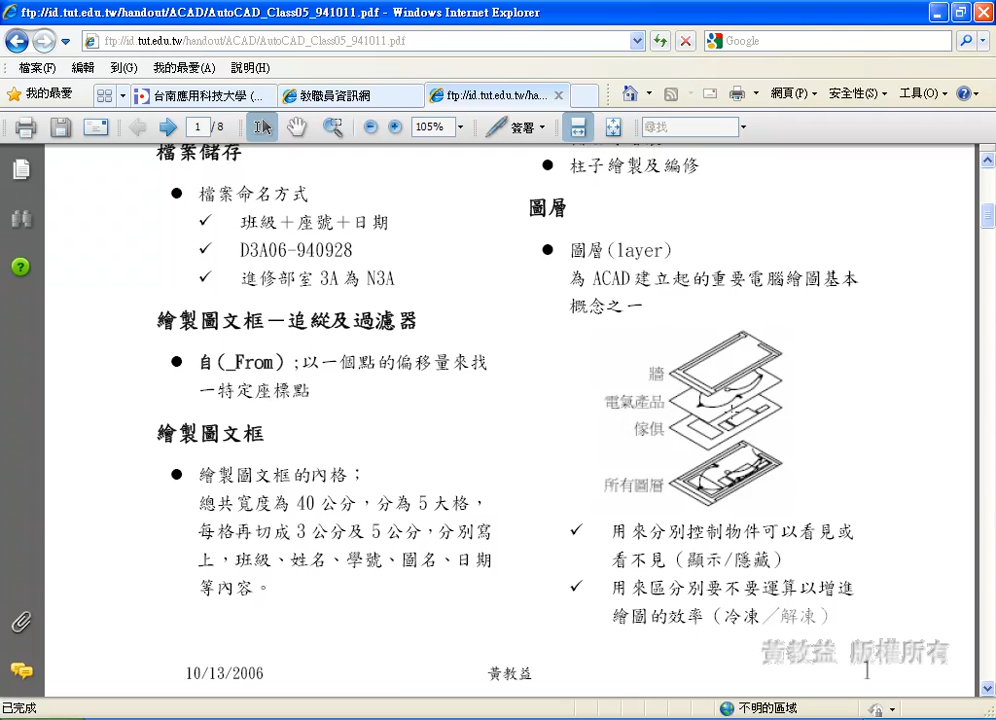 ftp://id.tut.edu.tw/handout/ACAD/AutoCAD_Class05_941011.pdf - Windows Internet Explorer
ftp://id.tut.edu.tw/handout/ACAD/AutoCAD_Class05_941011.pdf
Google
檔案(F) 編輯 到(G) 我的最愛(A) 說明(H)
我的最愛
台南應用科技大學 (...
教職員資訊網
ftp://id.tut.edu.tw/ha...
網頁(P) 安全性(S) 工具(O)
1 / 8
105%
簽署
尋找
檔案儲存
檔案命名方式
班級＋座號＋日期
D3A06-940928
進修部室 3A 為 N3A
繪製圖文框－追縱及過濾器
自(_From) ;以一個點的偏移量來找
一特定座標點
繪製圖文框
繪製圖文框的內格；
總共寬度為 40 公分，分為 5 大格，
每格再切成 3 公分及 5 公分，分別寫
上，班級、姓名、學號、圖名、日期
等內容。
柱子繪製及編修
圖層
圖層(layer)
為 ACAD 建立起的重要電腦繪圖基本
概念之一
牆
電氣產品
傢俱
所有圖層
用來分別控制物件可以看見或
看不見（顯示/隱藏）
用來區分別要不要運算以增進
繪圖的效率（冷凍／解凍）
黃教益 版權所有
10/13/2006
黃教益
1
已完成
不明的區域